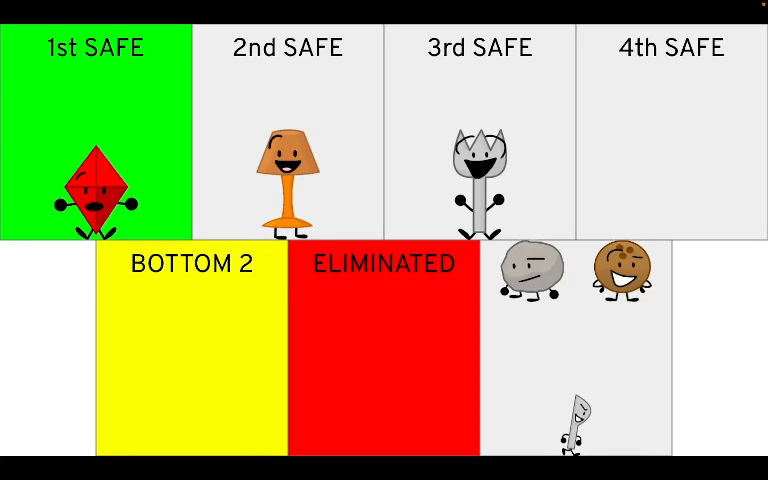 1st SAFE
2nd SAFE
3rd SAFE
4th SAFE
BOTTOM 2
ELIMINATED